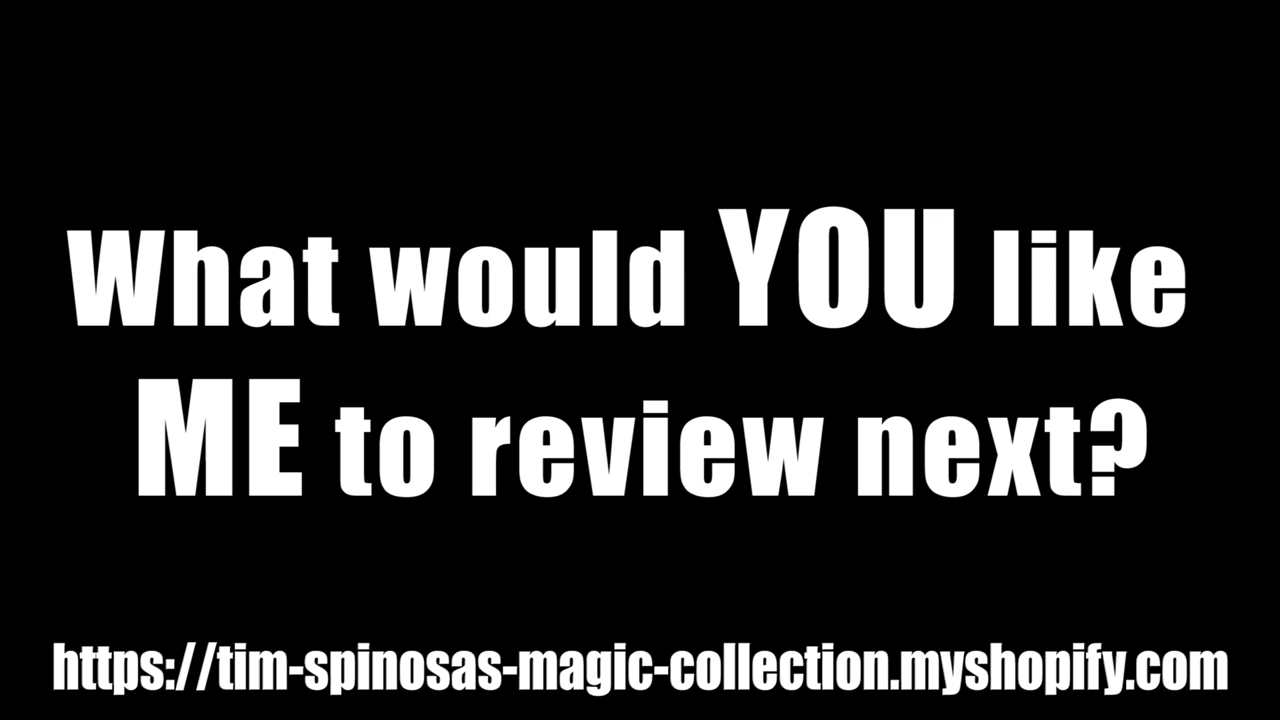 What would YOU like
ME to review next?
https://tim-spinosas-magic-collection.myshopify.com